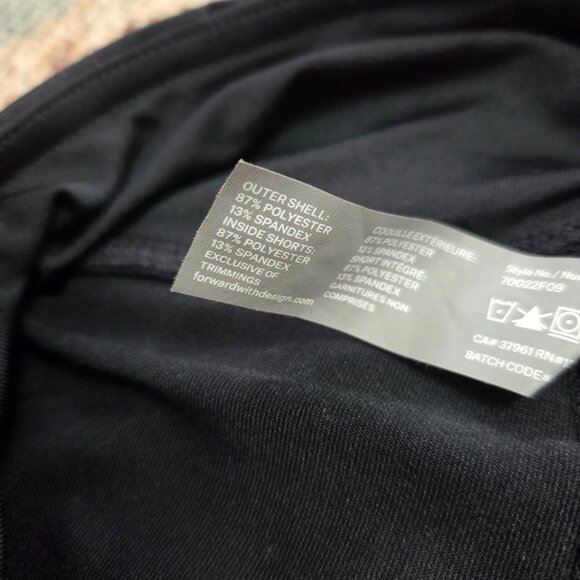 OUTER SHELL:
87% POLYESTER
13% SPANDEX
INSIDE SHORTS:
87% POLYESTER
13% SPANDEX
EXCLUSIVE OF
TRIMMINGS
forwardwithdesign.com
COQUILLE EXTÉRIEURE:
87% POLYESTER
13% SPANDEX
SHORT INTÉGRÉ:
87% POLYESTER
13% SPANDEX
GARNITURES NON
COMPRISES
Style No. /
70022F09
CA# 37961 RN#
BATCH CODE#